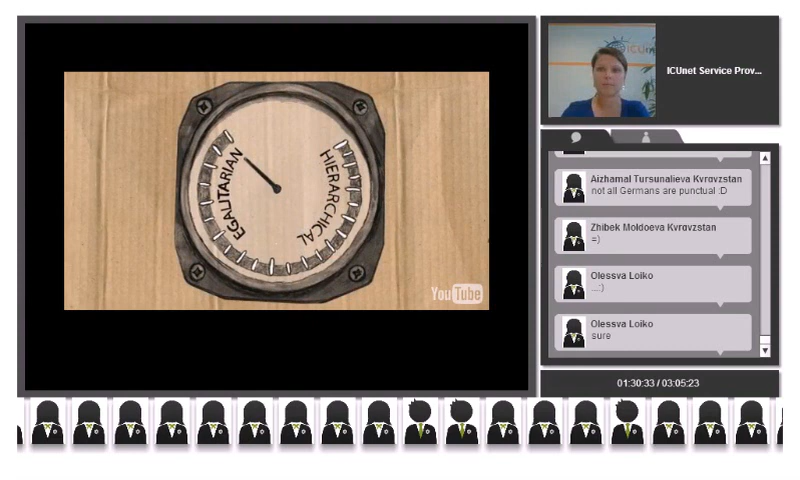 EGALITARIAN
HIERARCHICAL
YouTube
ICUnet Service Prov...
Aizhamal Tursunalieva Kyrgyzstan
not all Germans are punctual :D
Zhibek Moldoeva Kyrgyzstan
=)
Olessya Loiko
...:)
Olessya Loiko
sure
01:30:33 / 03:05:23